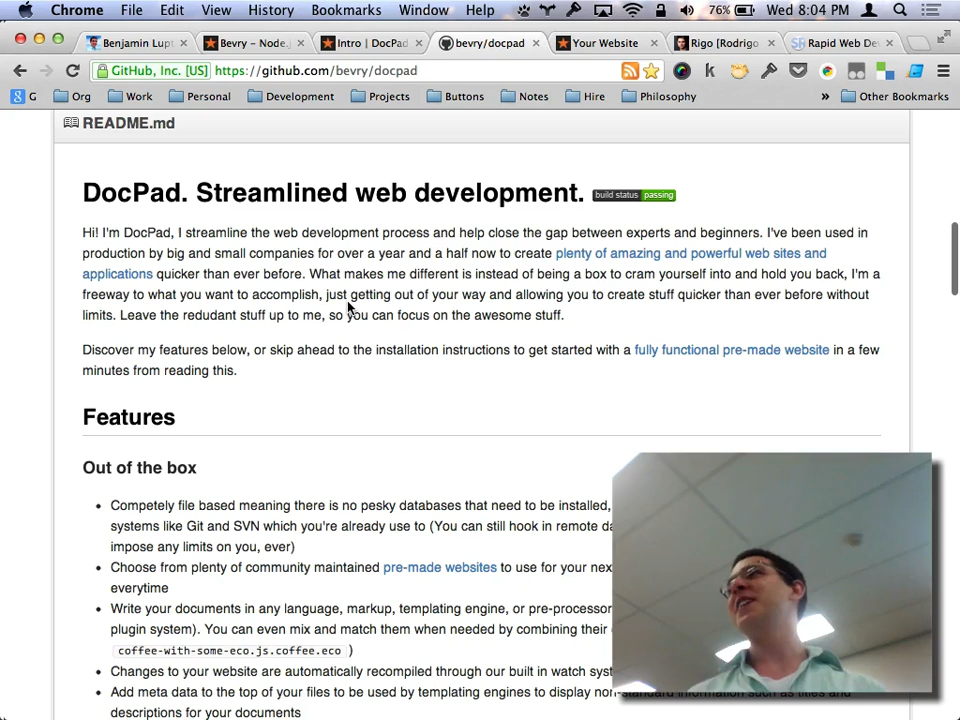 Chrome File Edit View History Bookmarks Window Help 76% Wed 8:04 PM
Benjamin Lupt Bevry - Node.j Intro | DocPad bevry/docpad Your Website Rigo [Rodrigo SR Rapid Web De
GitHub, Inc. [US] https://github.com/bevry/docpad k
g G Org Work Personal Development Projects Buttons Notes Hire Philosophy » Other Bookmarks
README.md
DocPad. Streamlined web development. build status passing
Hi! I'm DocPad, I streamline the web development process and help close the gap between experts and beginners. I've been used in
production by big and small companies for over a year and a half now to create plenty of amazing and powerful web sites and
applications quicker than ever before. What makes me different is instead of being a box to cram yourself into and hold you back, I'm a
freeway to what you want to accomplish, just getting out of your way and allowing you to create stuff quicker than ever before without
limits. Leave the redudant stuff up to me, so you can focus on the awesome stuff.
Discover my features below, or skip ahead to the installation instructions to get started with a fully functional pre-made website in a few
minutes from reading this.
Features
Out of the box
• Competely file based meaning there is no pesky databases that need to be installed,
systems like Git and SVN which you're already use to (You can still hook in remote da
impose any limits on you, ever)
• Choose from plenty of community maintained pre-made websites to use for your nex
everytime
• Write your documents in any language, markup, templating engine, or pre-processor
plugin system). You can even mix and match them when needed by combining their
coffee-with-some-eco.js.coffee.eco )
• Changes to your website are automatically recompiled through our built in watch syst
• Add meta data to the top of your files to be used by templating engines to display non-standard information such as titles and
descriptions for your documents